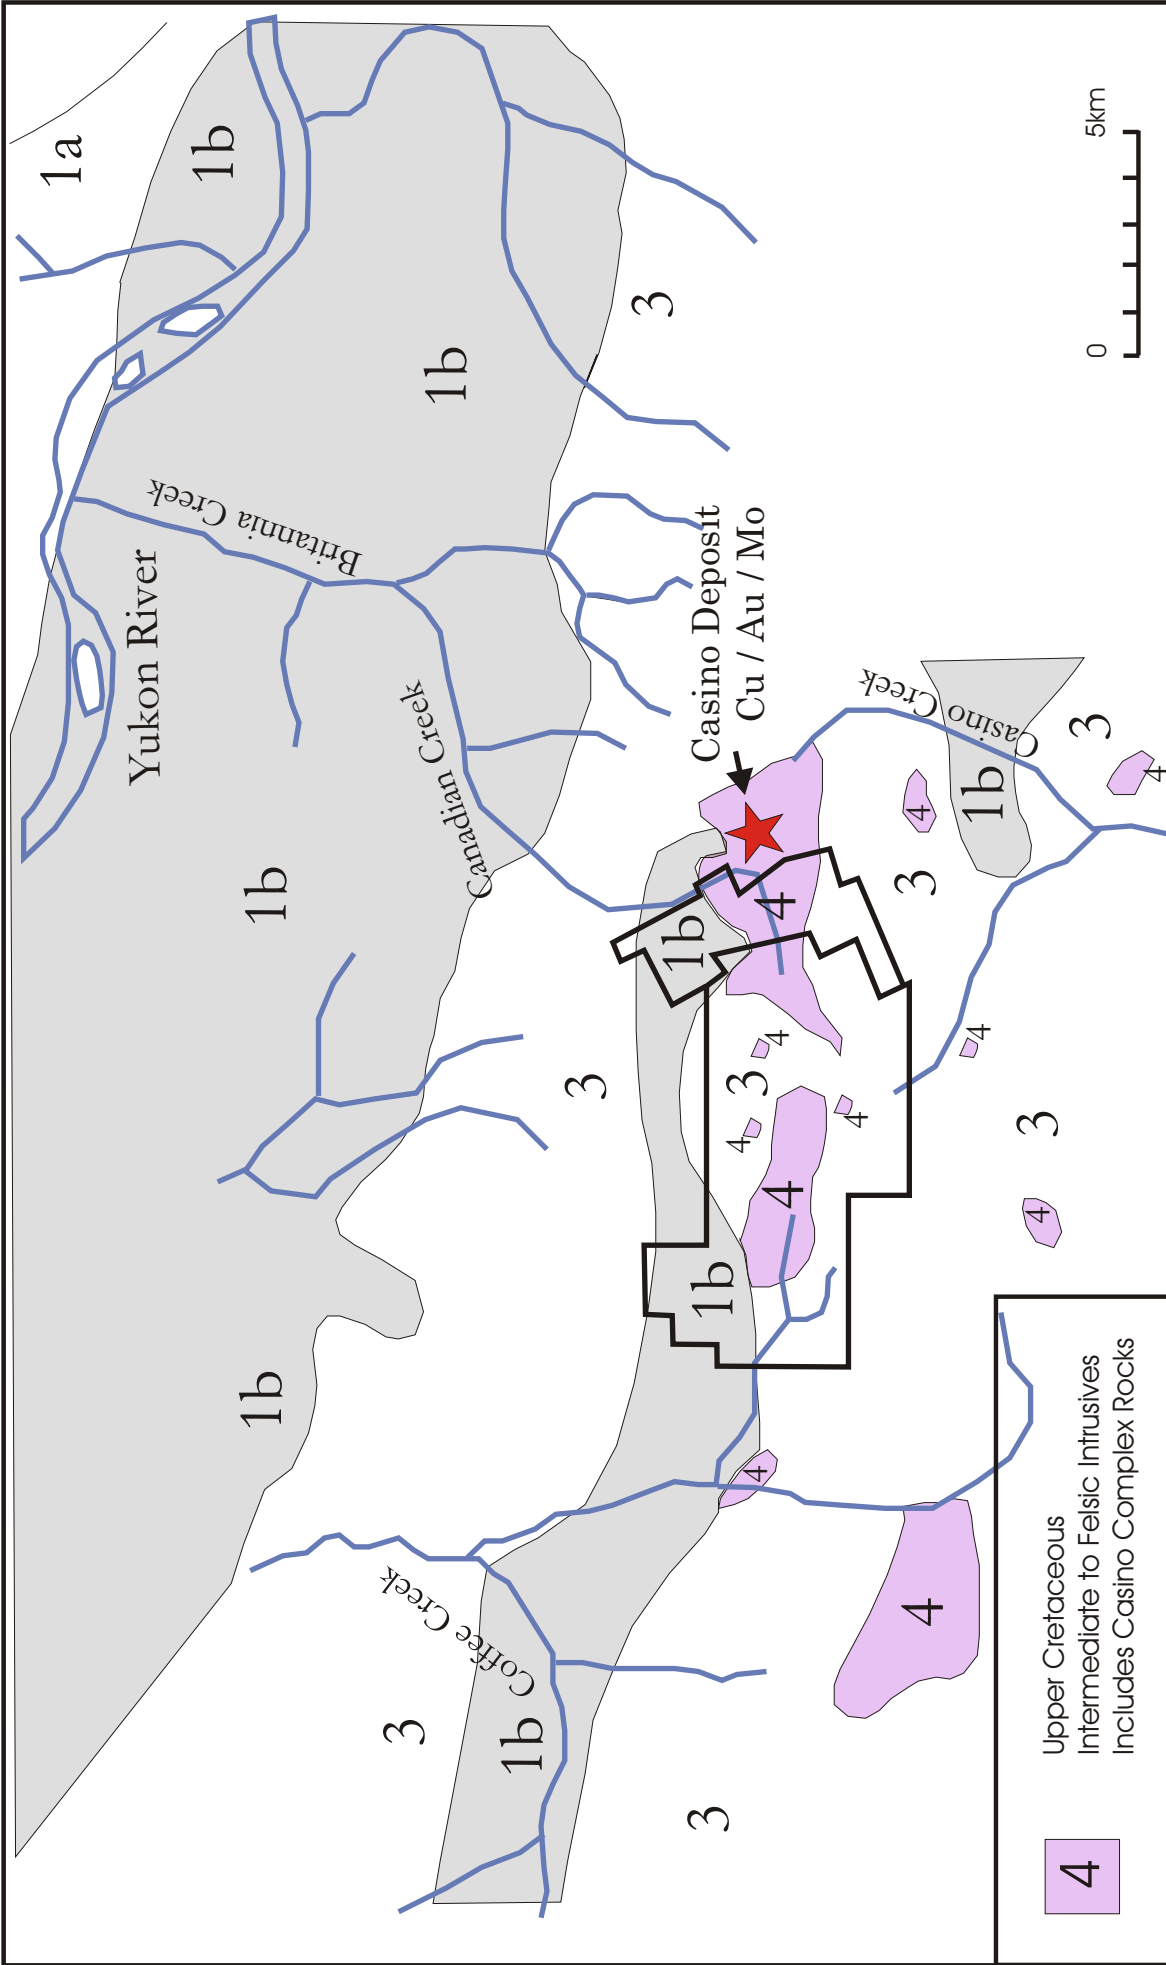 1a
1b
Yukon River
Britannia Creek
1b
3
1b
Canadian Creek
Casino Deposit
Cu / Au / Mo
Casino Creek
1b
3
4
4
3
1b
4
3
4
3
4
4
4
4
1b
3
4
1b
4
Coffee Creek
3
1b
3
4
0
5km
4
Upper Cretaceous
Intermediate to Felsic Intrusives
Includes Casino Complex Rocks